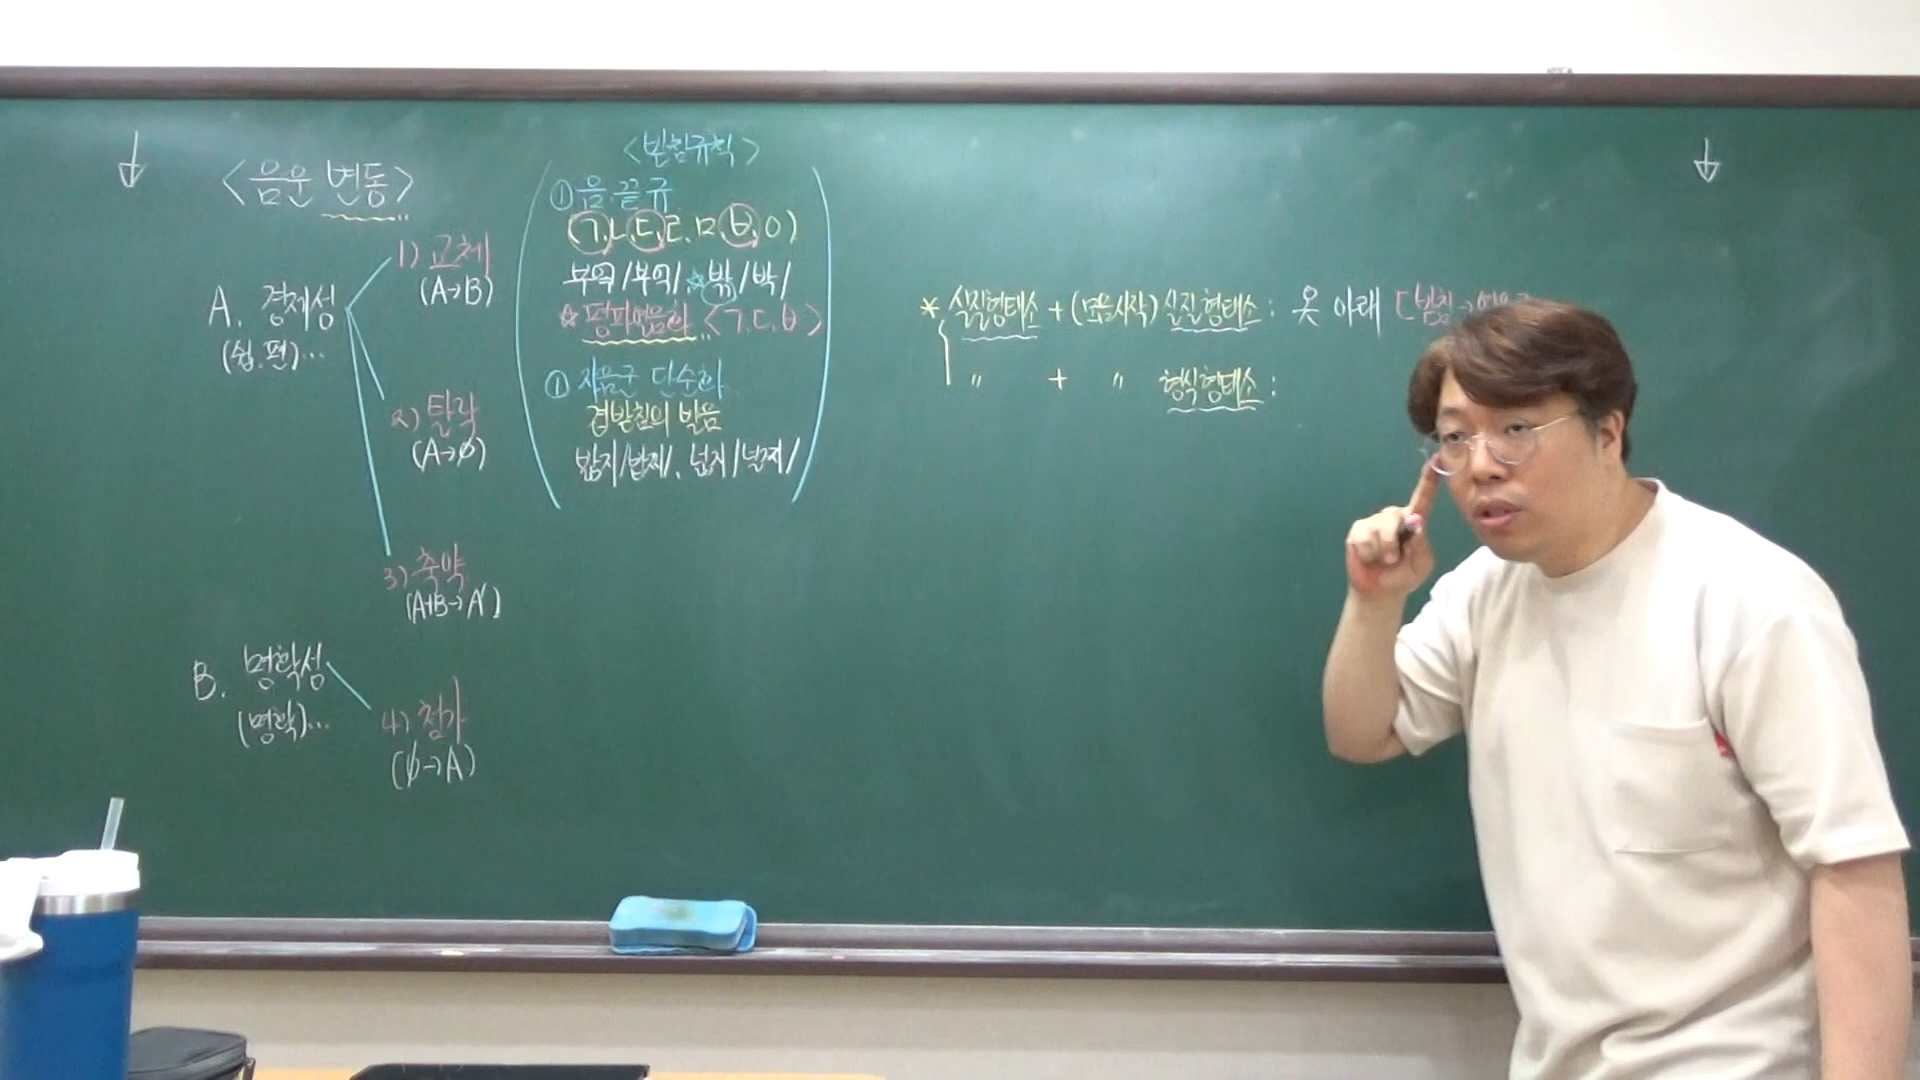 <음운 변동>
A. 경제성
(쉽.편)...
1) 교체
(A→B)
2) 탈락
(A→∅)
3) 축약
(A+B→A')
B. 명확성
(명확)...
4) 첨가
(∅→A)
<받침규칙>
① 음.끝규
(ㄱ,ㄴ,ㄷ,ㄹ,ㅁ,ㅂ,ㅇ)
부엌/부억/, ☆밖/박/
☆평파열음화 <ㄱ,ㄷ,ㅂ>
① 자음군 단순화
겹받침의 발음
밟지/밥찌/, 넓지/널찌/
* 실질형태소 + (모음시작) 실질형태소 : 옷 아래 [받침→
〃 + 〃 형식형태소 :